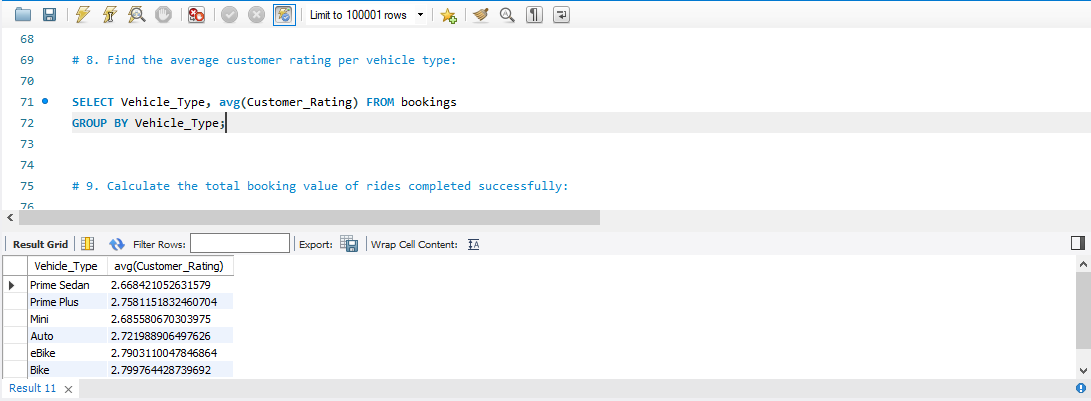 Limit to 100001 rows
68
69 # 8. Find the average customer rating per vehicle type:
70
71 SELECT Vehicle_Type, avg(Customer_Rating) FROM bookings
72 GROUP BY Vehicle_Type;
73
74
75 # 9. Calculate the total booking value of rides completed successfully:
76
Result Grid Filter Rows: Export: Wrap Cell Content:
Vehicle_Type avg(Customer_Rating)
Prime Sedan 2.668421052631579
Prime Plus 2.7581151832460704
Mini 2.685580670303975
Auto 2.721988906497626
eBike 2.7903110047846864
Bike 2.799764428739692
Result 11